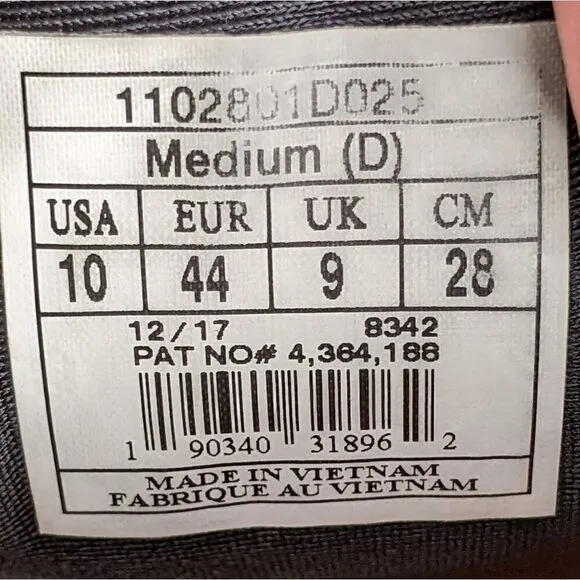 1102801D025
Medium (D)
USA EUR UK CM
10 44 9 28
12/17 8342
PAT NO# 4,364,188
1 90340 31896 2
MADE IN VIETNAM
FABRIQUE AU VIETNAM